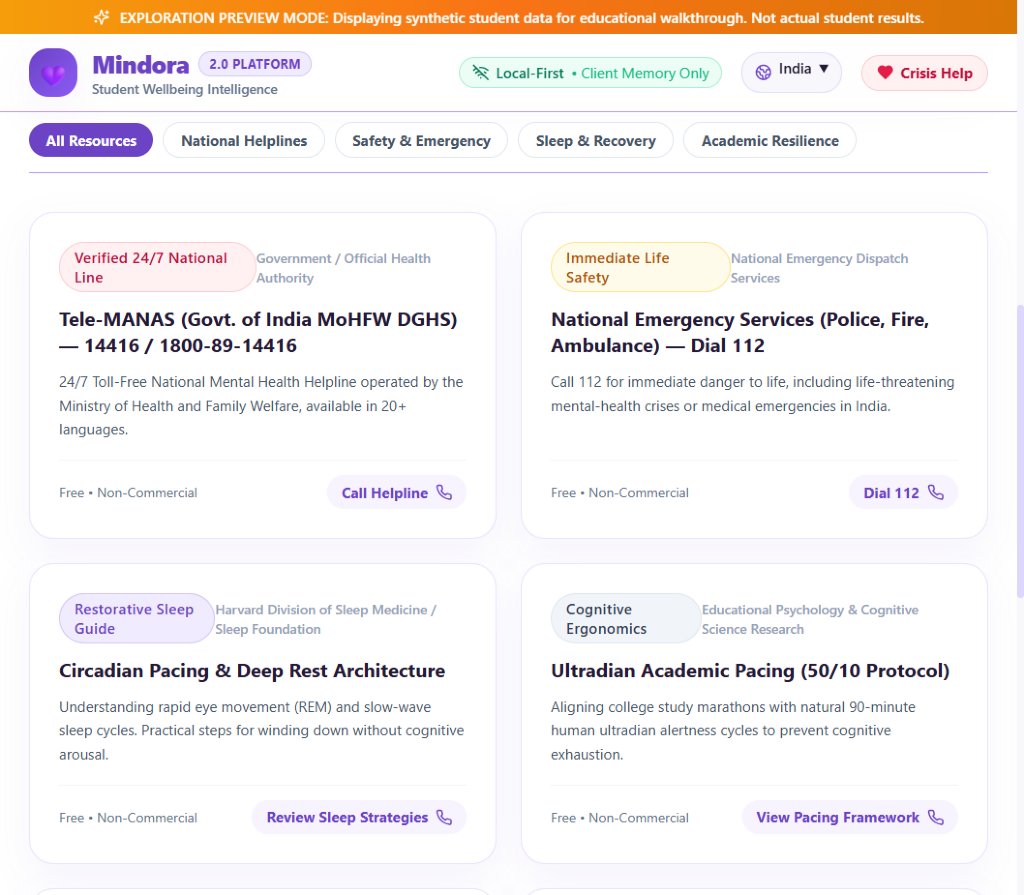 EXPLORATION PREVIEW MODE: Displaying synthetic student data for educational walkthrough. Not actual student results.
Mindora
2.0 PLATFORM
Student Wellbeing Intelligence
Local-First • Client Memory Only
India ▼
Crisis Help
All Resources
National Helplines
Safety & Emergency
Sleep & Recovery
Academic Resilience
Verified 24/7 National
Line
Government / Official Health
Authority
Tele-MANAS (Govt. of India MoHFW DGHS)
— 14416 / 1800-89-14416
24/7 Toll-Free National Mental Health Helpline operated by the
Ministry of Health and Family Welfare, available in 20+
languages.
Free • Non-Commercial
Call Helpline
Immediate Life
Safety
National Emergency Dispatch
Services
National Emergency Services (Police, Fire,
Ambulance) — Dial 112
Call 112 for immediate danger to life, including life-threatening
mental-health crises or medical emergencies in India.
Free • Non-Commercial
Dial 112
Restorative Sleep
Guide
Harvard Division of Sleep Medicine /
Sleep Foundation
Circadian Pacing & Deep Rest Architecture
Understanding rapid eye movement (REM) and slow-wave
sleep cycles. Practical steps for winding down without cognitive
arousal.
Free • Non-Commercial
Review Sleep Strategies
Cognitive
Ergonomics
Educational Psychology & Cognitive
Science Research
Ultradian Academic Pacing (50/10 Protocol)
Aligning college study marathons with natural 90-minute
human ultradian alertness cycles to prevent cognitive
exhaustion.
Free • Non-Commercial
View Pacing Framework